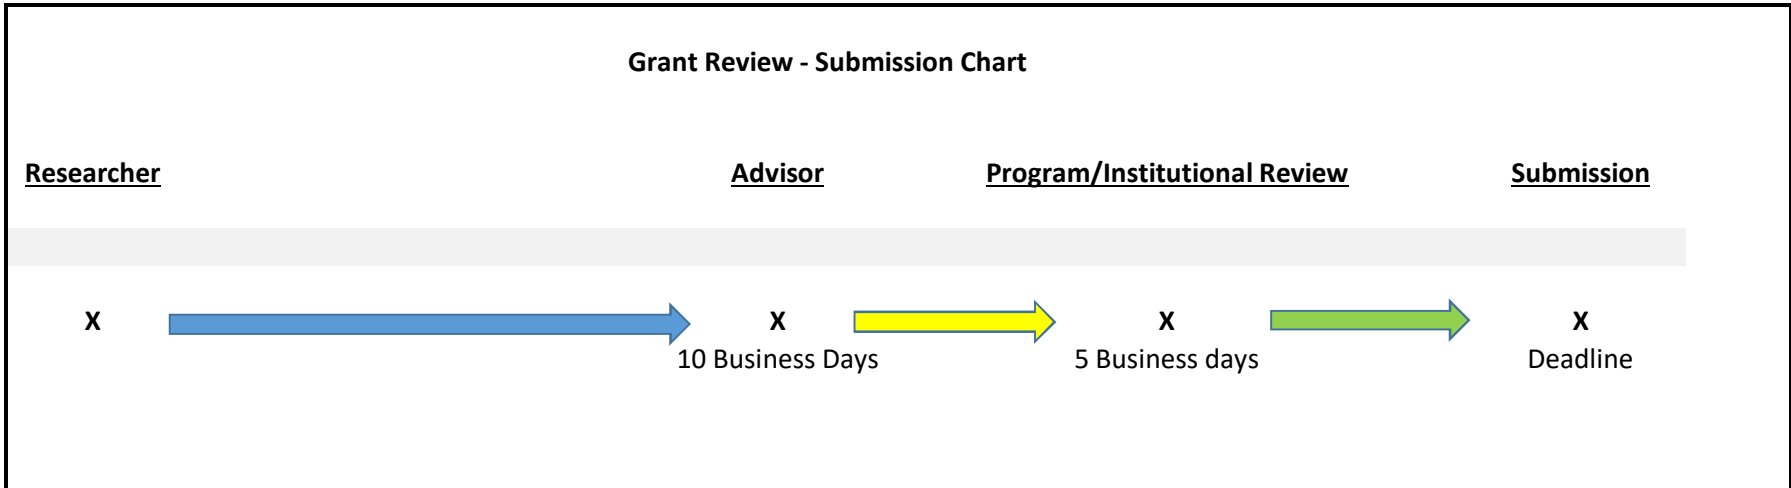 Grant Review - Submission Chart
Researcher Advisor Program/Institutional Review Submission
X X X X
10 Business Days 5 Business days Deadline